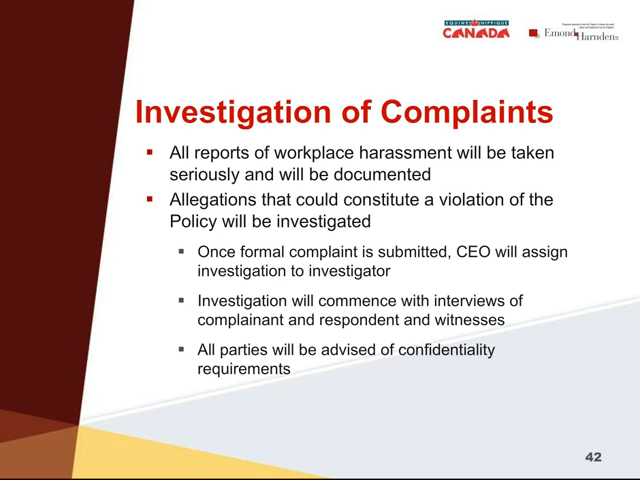 EQUINE HIPPIQUE
CANADA
Emond
Harnden
Investigation of Complaints
All reports of workplace harassment will be taken
seriously and will be documented
Allegations that could constitute a violation of the
Policy will be investigated
Once formal complaint is submitted, CEO will assign
investigation to investigator
Investigation will commence with interviews of
complainant and respondent and witnesses
All parties will be advised of confidentiality
requirements
42